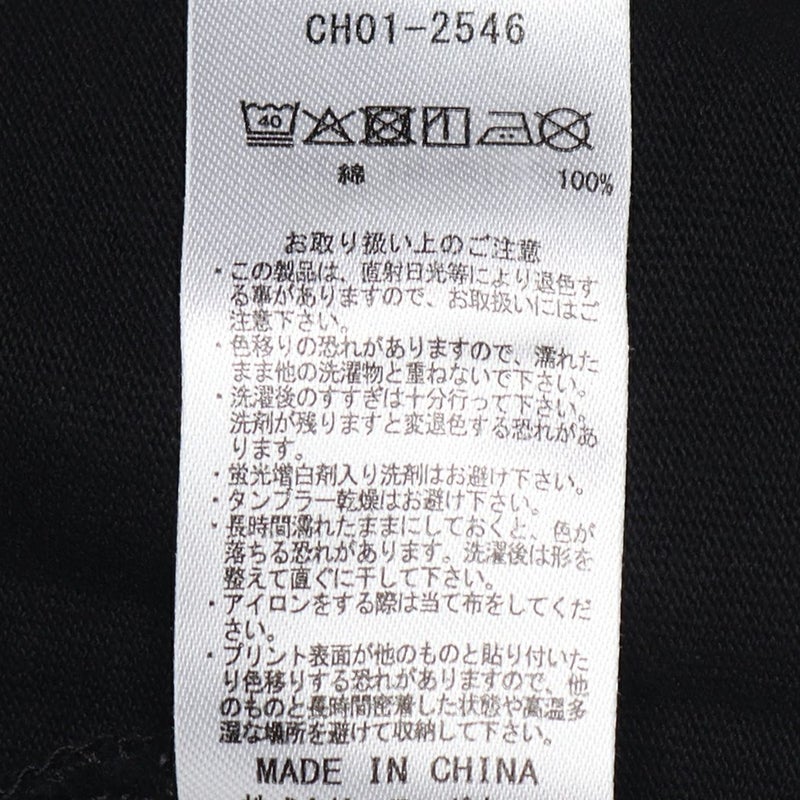 CH01-2546
40
綿 100%
お取り扱い上のご注意
・この製品は、直射日光等により退色す
る事がありますので、お取扱いにはご
注意下さい。
・色移りの恐れがありますので、濡れた
まま他の洗濯物と重ねないで下さい。
・洗濯後のすすぎは十分行って下さい。
洗剤が残りますと変退色する恐れがあ
ります。
・蛍光増白剤入り洗剤はお避け下さい。
・タンブラー乾燥はお避け下さい。
・長時間濡れたままにしておくと、色が
落ちる恐れがあります。洗濯後は形を
整えて直ぐに干して下さい。
・アイロンをする際は当て布をしてくだ
さい。
・プリント表面が他のものと貼り付いた
り色移りする恐れがありますので、他
のものと長時間密着した状態や高温多
湿な場所を避けて収納して下さい。
MADE IN CHINA